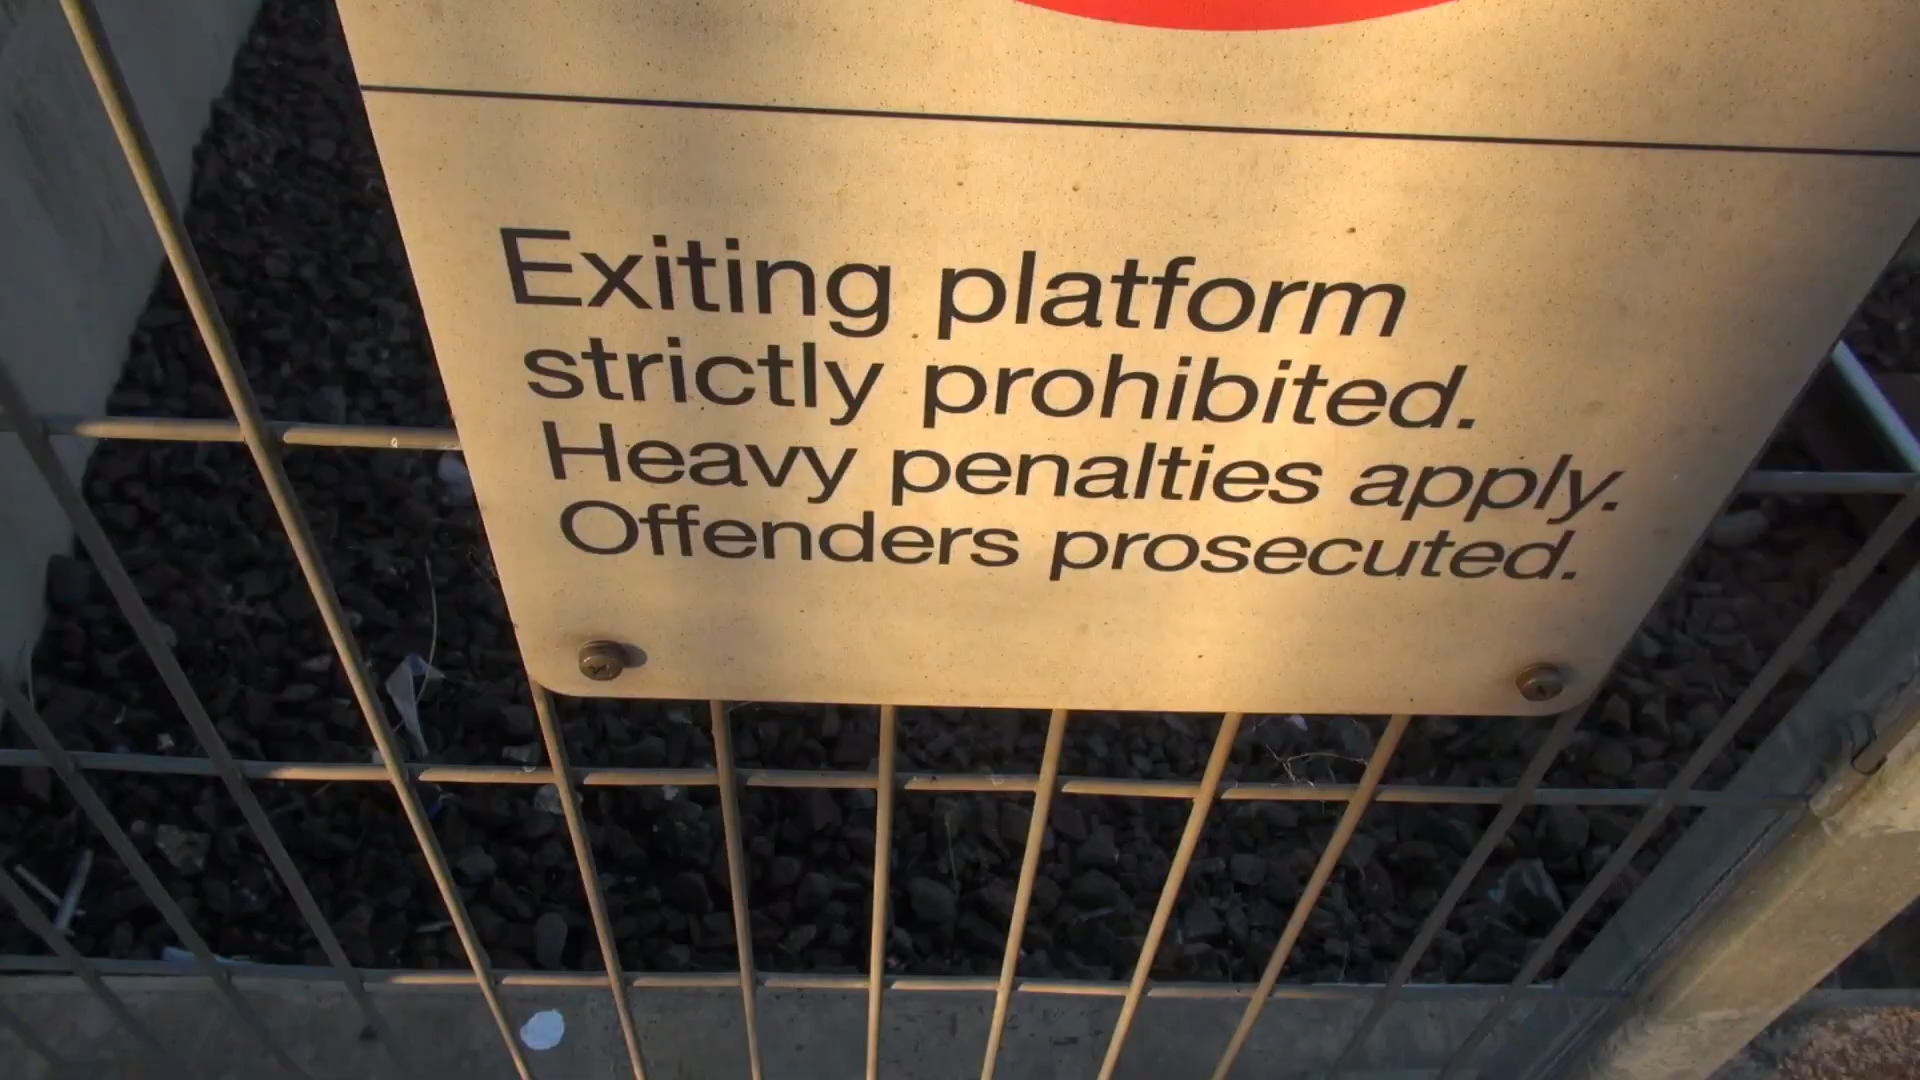 Exiting platform
strictly prohibited.
Heavy penalties apply.
Offenders prosecuted.